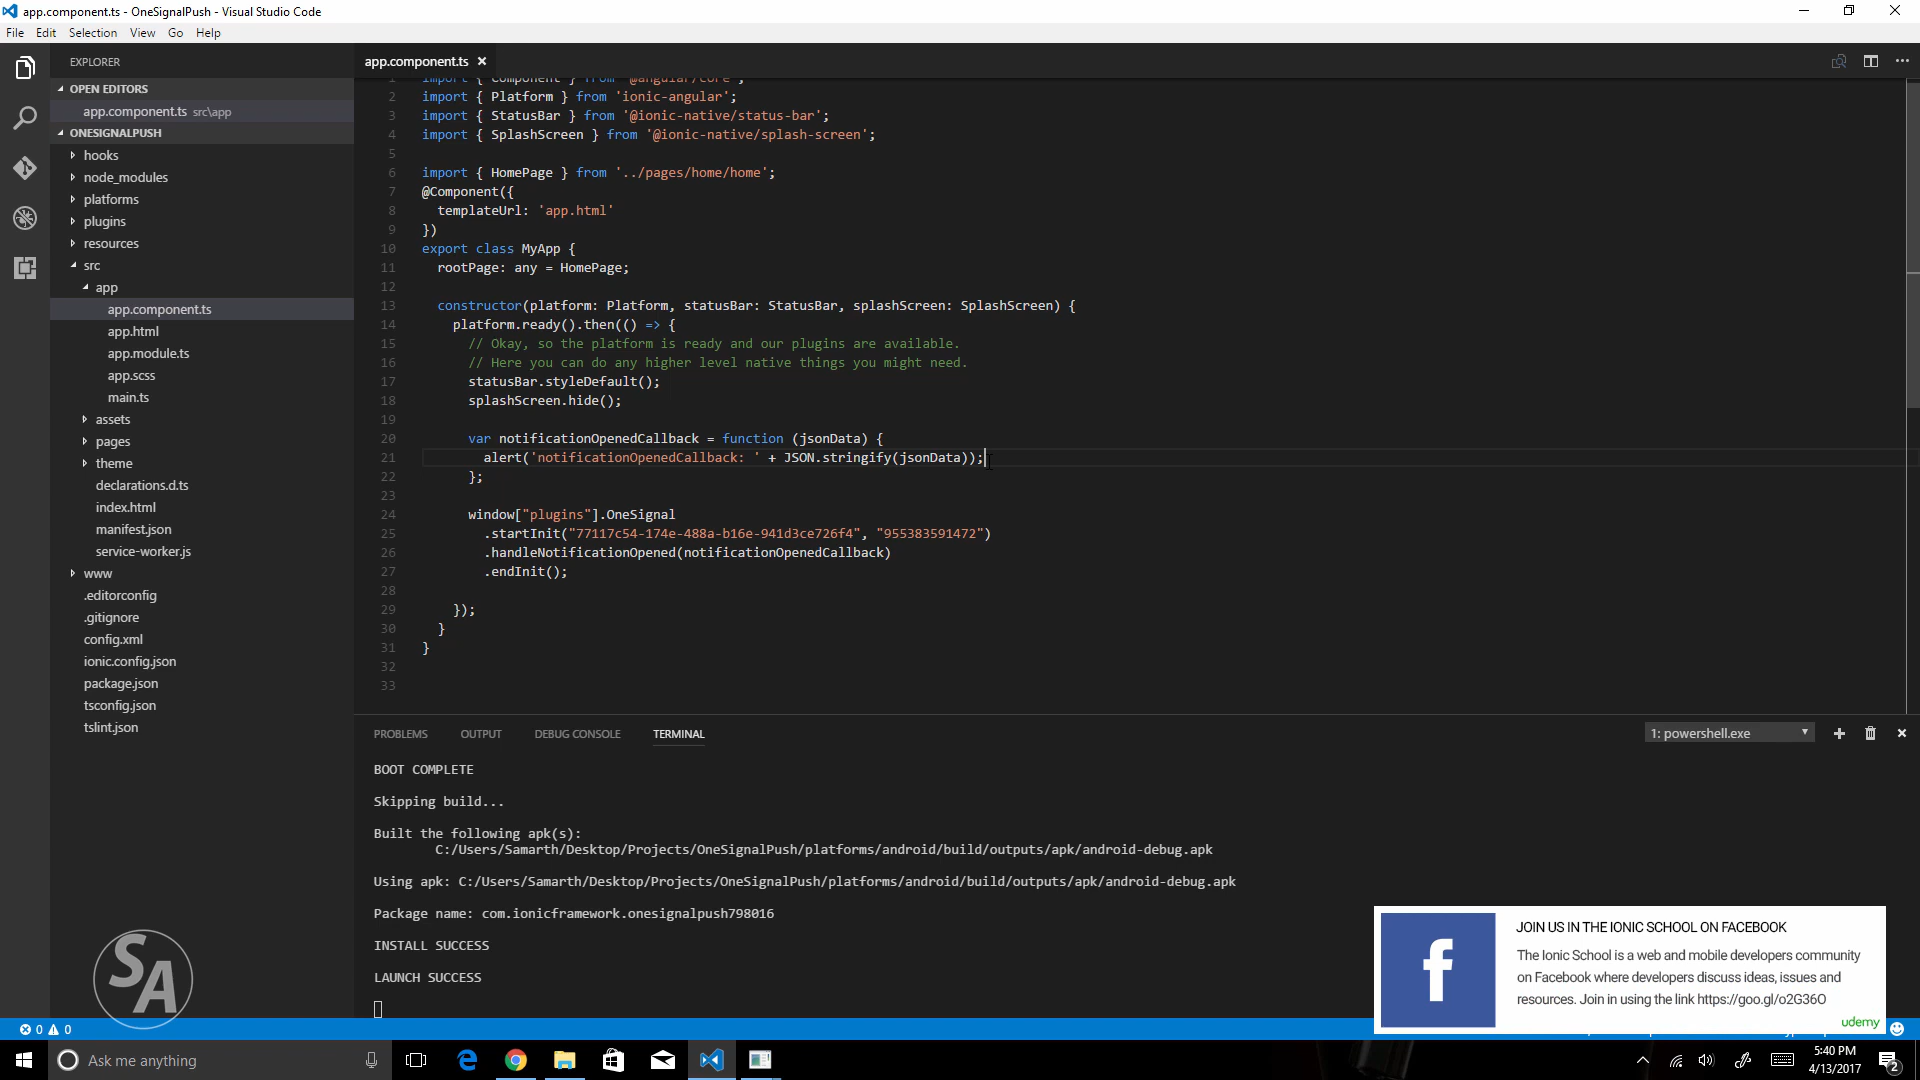 app.component.ts - OneSignalPush - Visual Studio Code
File Edit Selection View Go Help
EXPLORER
OPEN EDITORS
app.component.ts src\app
ONESIGNALPUSH
hooks
node_modules
platforms
plugins
resources
src
app
app.component.ts
app.html
app.module.ts
app.scss
main.ts
assets
pages
theme
declarations.d.ts
index.html
manifest.json
service-worker.js
www
.editorconfig
.gitignore
config.xml
ionic.config.json
package.json
tsconfig.json
tslint.json
app.component.ts
1 import { Component } from '@angular/core';
2 import { Platform } from 'ionic-angular';
3 import { StatusBar } from '@ionic-native/status-bar';
4 import { SplashScreen } from '@ionic-native/splash-screen';
5
6 import { HomePage } from '../pages/home/home';
7 @Component({
8 templateUrl: 'app.html'
9 })
10 export class MyApp {
11 rootPage: any = HomePage;
12
13 constructor(platform: Platform, statusBar: StatusBar, splashScreen: SplashScreen) {
14 platform.ready().then(() => {
15 // Okay, so the platform is ready and our plugins are available.
16 // Here you can do any higher level native things you might need.
17 statusBar.styleDefault();
18 splashScreen.hide();
19
20 var notificationOpenedCallback = function (jsonData) {
21 alert('notificationOpenedCallback: ' + JSON.stringify(jsonData));
22 };
23
24 window["plugins"].OneSignal
25 .startInit("77117c54-174e-488a-b16e-941d3ce726f4", "955383591472")
26 .handleNotificationOpened(notificationOpenedCallback)
27 .endInit();
28
29 });
30 }
31 }
32
33
PROBLEMS OUTPUT DEBUG CONSOLE TERMINAL
1: powershell.exe
BOOT COMPLETE
Skipping build...
Built the following apk(s):
C:/Users/Samarth/Desktop/Projects/OneSignalPush/platforms/android/build/outputs/apk/android-debug.apk
Using apk: C:/Users/Samarth/Desktop/Projects/OneSignalPush/platforms/android/build/outputs/apk/android-debug.apk
Package name: com.ionicframework.onesignalpush798016
INSTALL SUCCESS
LAUNCH SUCCESS
SA
f
JOIN US IN THE IONIC SCHOOL ON FACEBOOK
The Ionic School is a web and mobile developers community
on Facebook where developers discuss ideas, issues and
resources. Join in using the link https://goo.gl/o2G36O
udemy
0 0
Ask me anything
5:40 PM
4/13/2017
2